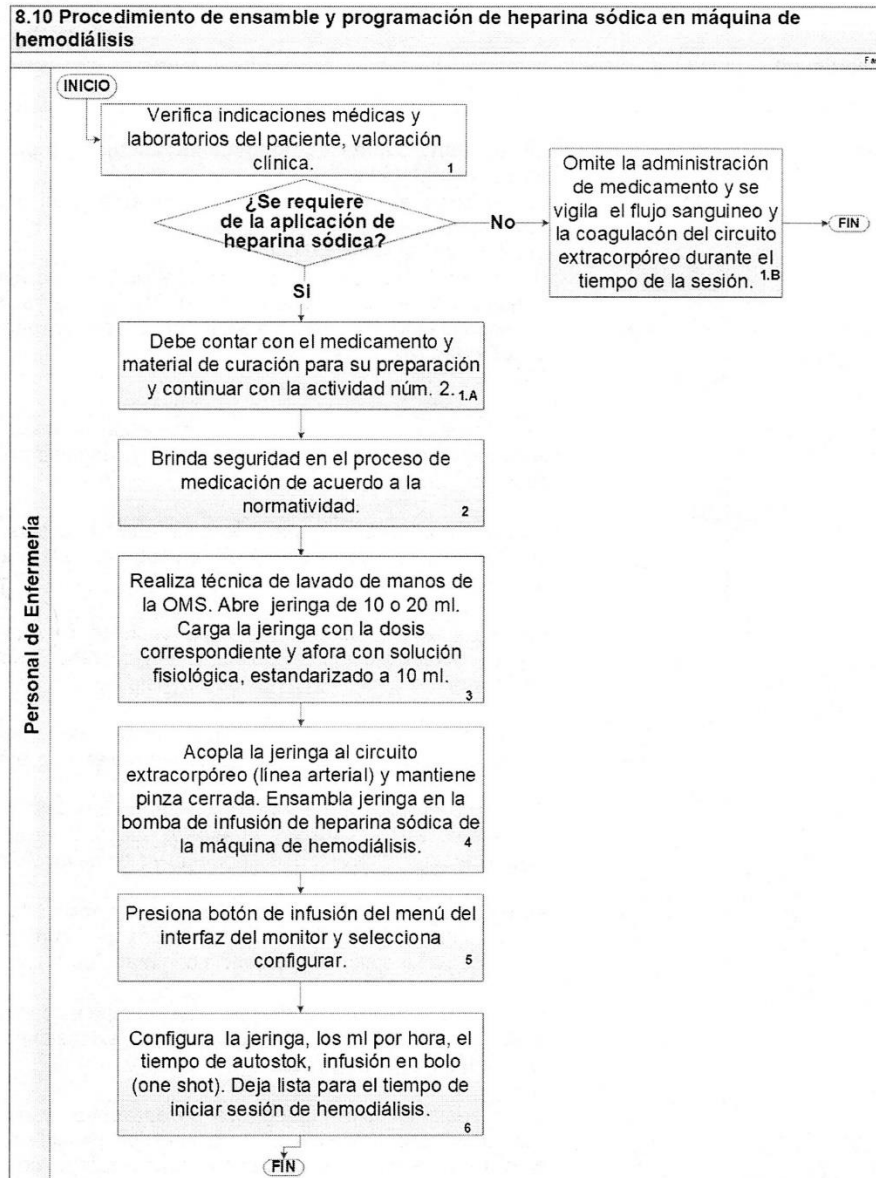 8.10 Procedimiento de ensamble y programación de heparina sódica en máquina de
hemodiálisis
Personal de Enfermería
INICIO
Verifica indicaciones médicas y
laboratorios del paciente, valoración
clínica.
1
¿Se requiere
de la aplicación de
heparina sódica?
No
Omite la administración
de medicamento y se
vigila el flujo sanguineo y
la coagulacón del circuito
extracorpóreo durante el
tiempo de la sesión. 1.B
FIN
Si
Debe contar con el medicamento y
material de curación para su preparación
y continuar con la actividad núm. 2. 1.A
Brinda seguridad en el proceso de
medicación de acuerdo a la
normatividad.
2
Realiza técnica de lavado de manos de
la OMS. Abre jeringa de 10 o 20 ml.
Carga la jeringa con la dosis
correspondiente y afora con solución
fisiológica, estandarizado a 10 ml.
3
Acopla la jeringa al circuito
extracorpóreo (línea arterial) y mantiene
pinza cerrada. Ensambla jeringa en la
bomba de infusión de heparina sódica de
la máquina de hemodiálisis.
4
Presiona botón de infusión del menú del
interfaz del monitor y selecciona
configurar.
5
Configura la jeringa, los ml por hora, el
tiempo de autostok, infusión en bolo
(one shot). Deja lista para el tiempo de
iniciar sesión de hemodiálisis.
6
FIN